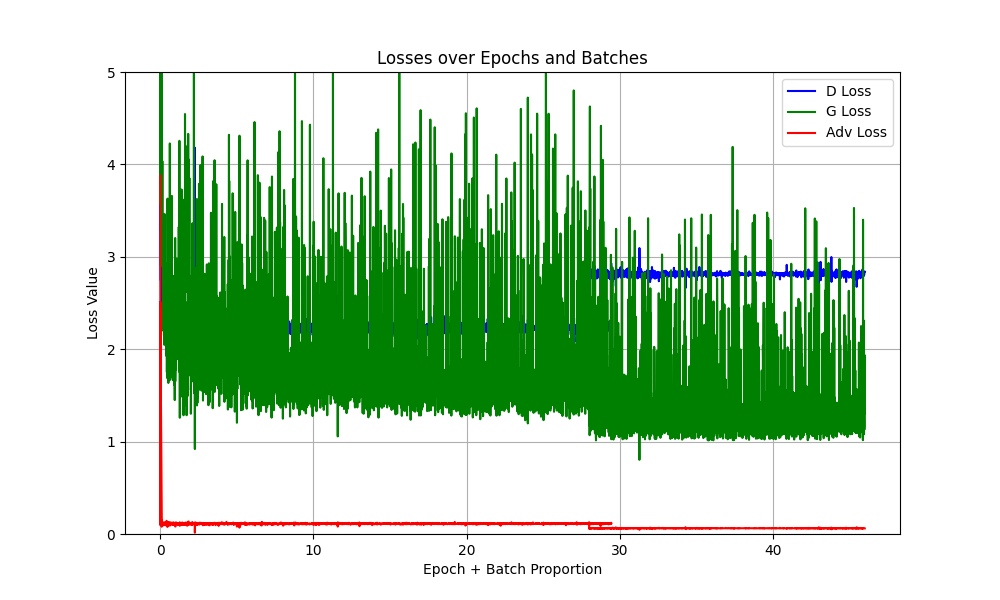 Losses over Epochs and Batches
D Loss
G Loss
Adv Loss
Loss Value
5
4
3
2
1
0
0 10 20 30 40
Epoch + Batch Proportion